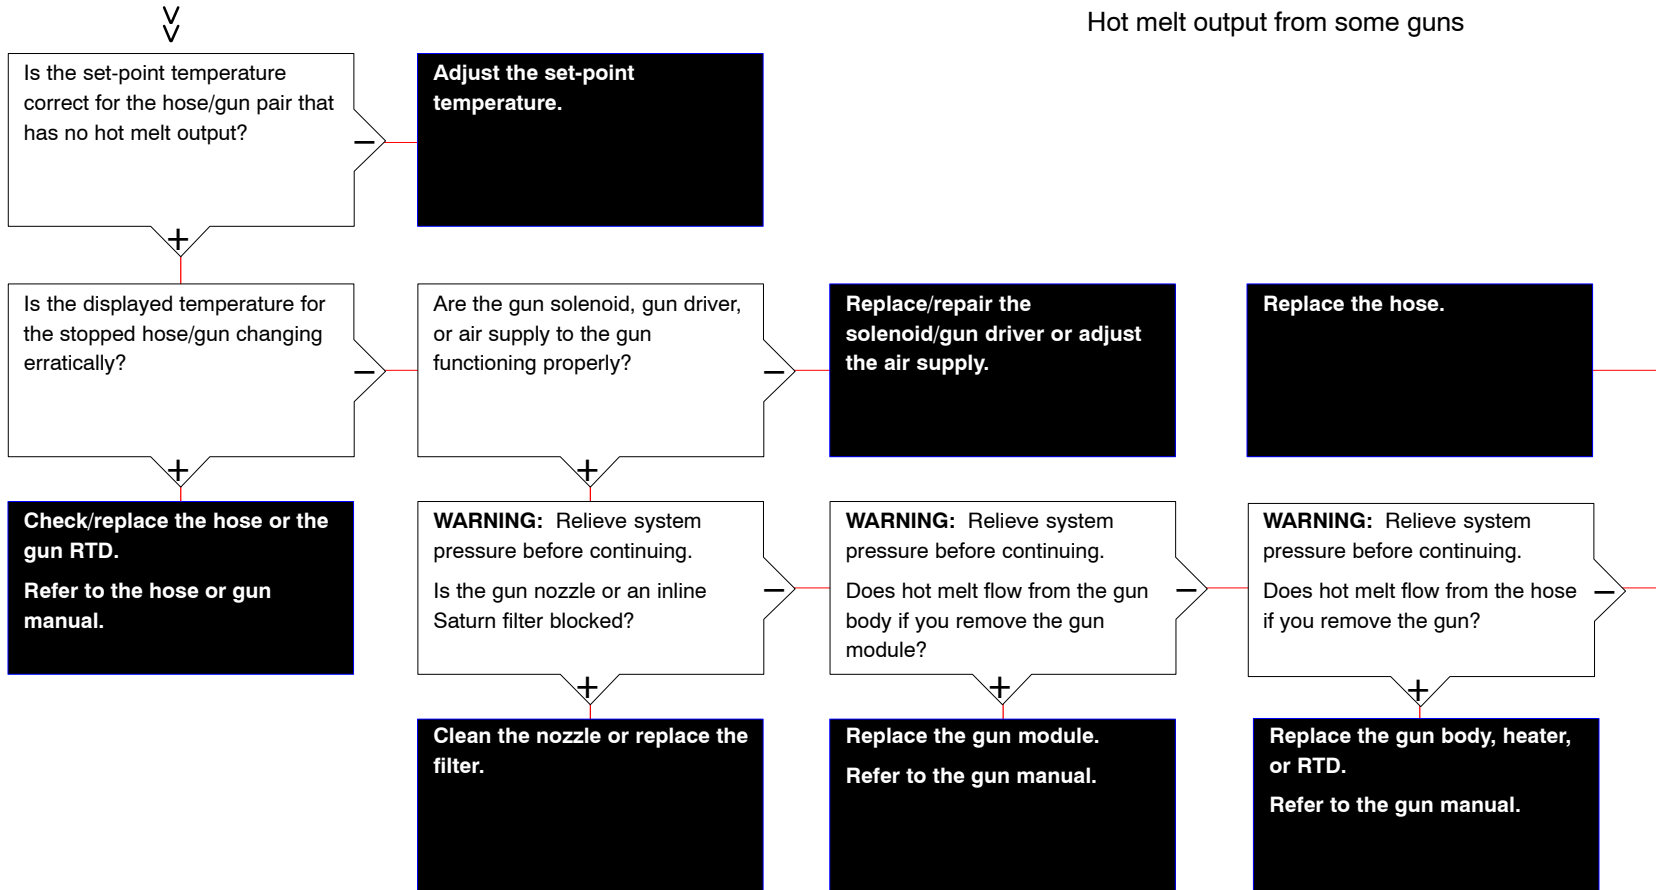 Hot melt output from some guns
Is the set-point temperature
correct for the hose/gun pair that
has no hot melt output?
−
+
Adjust the set-point
temperature.
Is the displayed temperature for
the stopped hose/gun changing
erratically?
−
+
Are the gun solenoid, gun driver,
or air supply to the gun
functioning properly?
−
+
Replace/repair the
solenoid/gun driver or adjust
the air supply.
Replace the hose.
Check/replace the hose or the
gun RTD.
Refer to the hose or gun
manual.
WARNING: Relieve system
pressure before continuing.
Is the gun nozzle or an inline
Saturn filter blocked?
−
+
WARNING: Relieve system
pressure before continuing.
Does hot melt flow from the gun
body if you remove the gun
module?
−
+
WARNING: Relieve system
pressure before continuing.
Does hot melt flow from the hose
if you remove the gun?
−
+
Clean the nozzle or replace the
filter.
Replace the gun module.
Refer to the gun manual.
Replace the gun body, heater,
or RTD.
Refer to the gun manual.